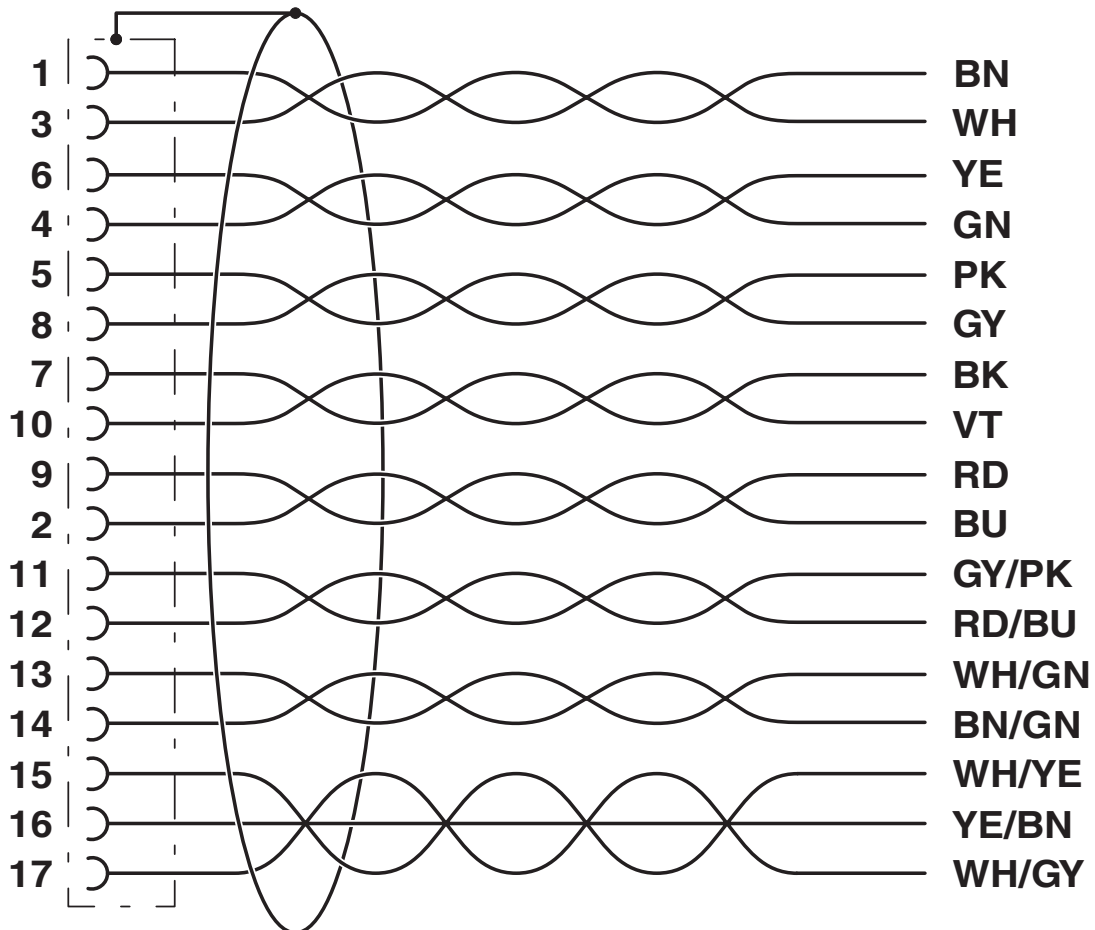 1 BN
3 WH
6 YE
4 GN
5 PK
8 GY
7 BK
10 VT
9 RD
2 BU
11 GY/PK
12 RD/BU
13 WH/GN
14 BN/GN
15 WH/YE
16 YE/BN
17 WH/GY